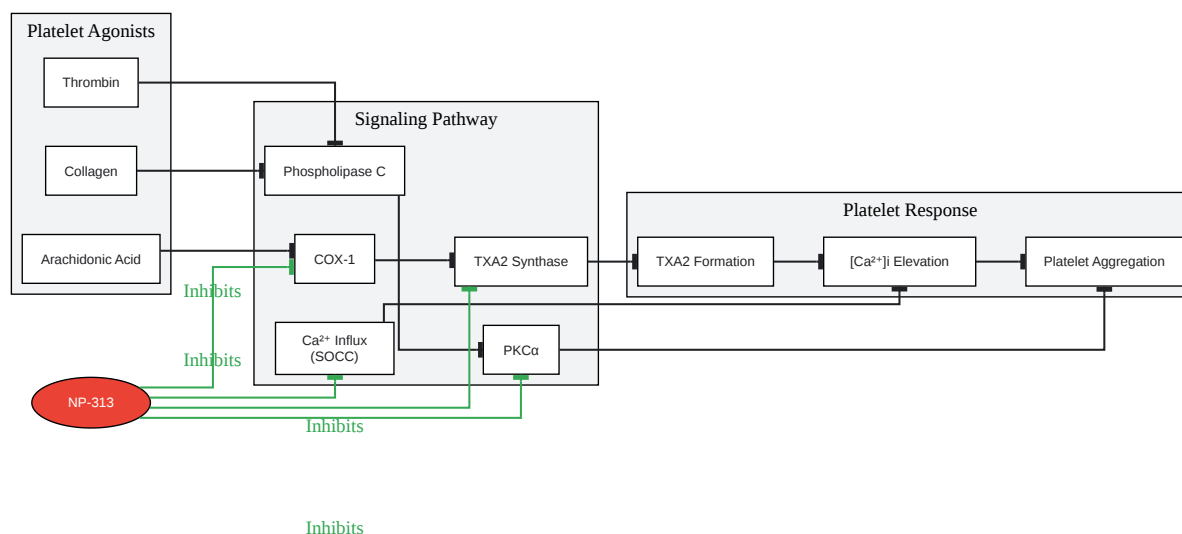 Platelet Agonists
Thrombin
Collagen
Arachidonic Acid
Signaling Pathway
Phospholipase C
COX-1
TXA2 Synthase
Ca²⁺ Influx
(SOCC)
PKCα
Platelet Response
TXA2 Formation
[Ca²⁺]i Elevation
Platelet Aggregation
NP-313
Inhibits
Inhibits
Inhibits
Inhibits